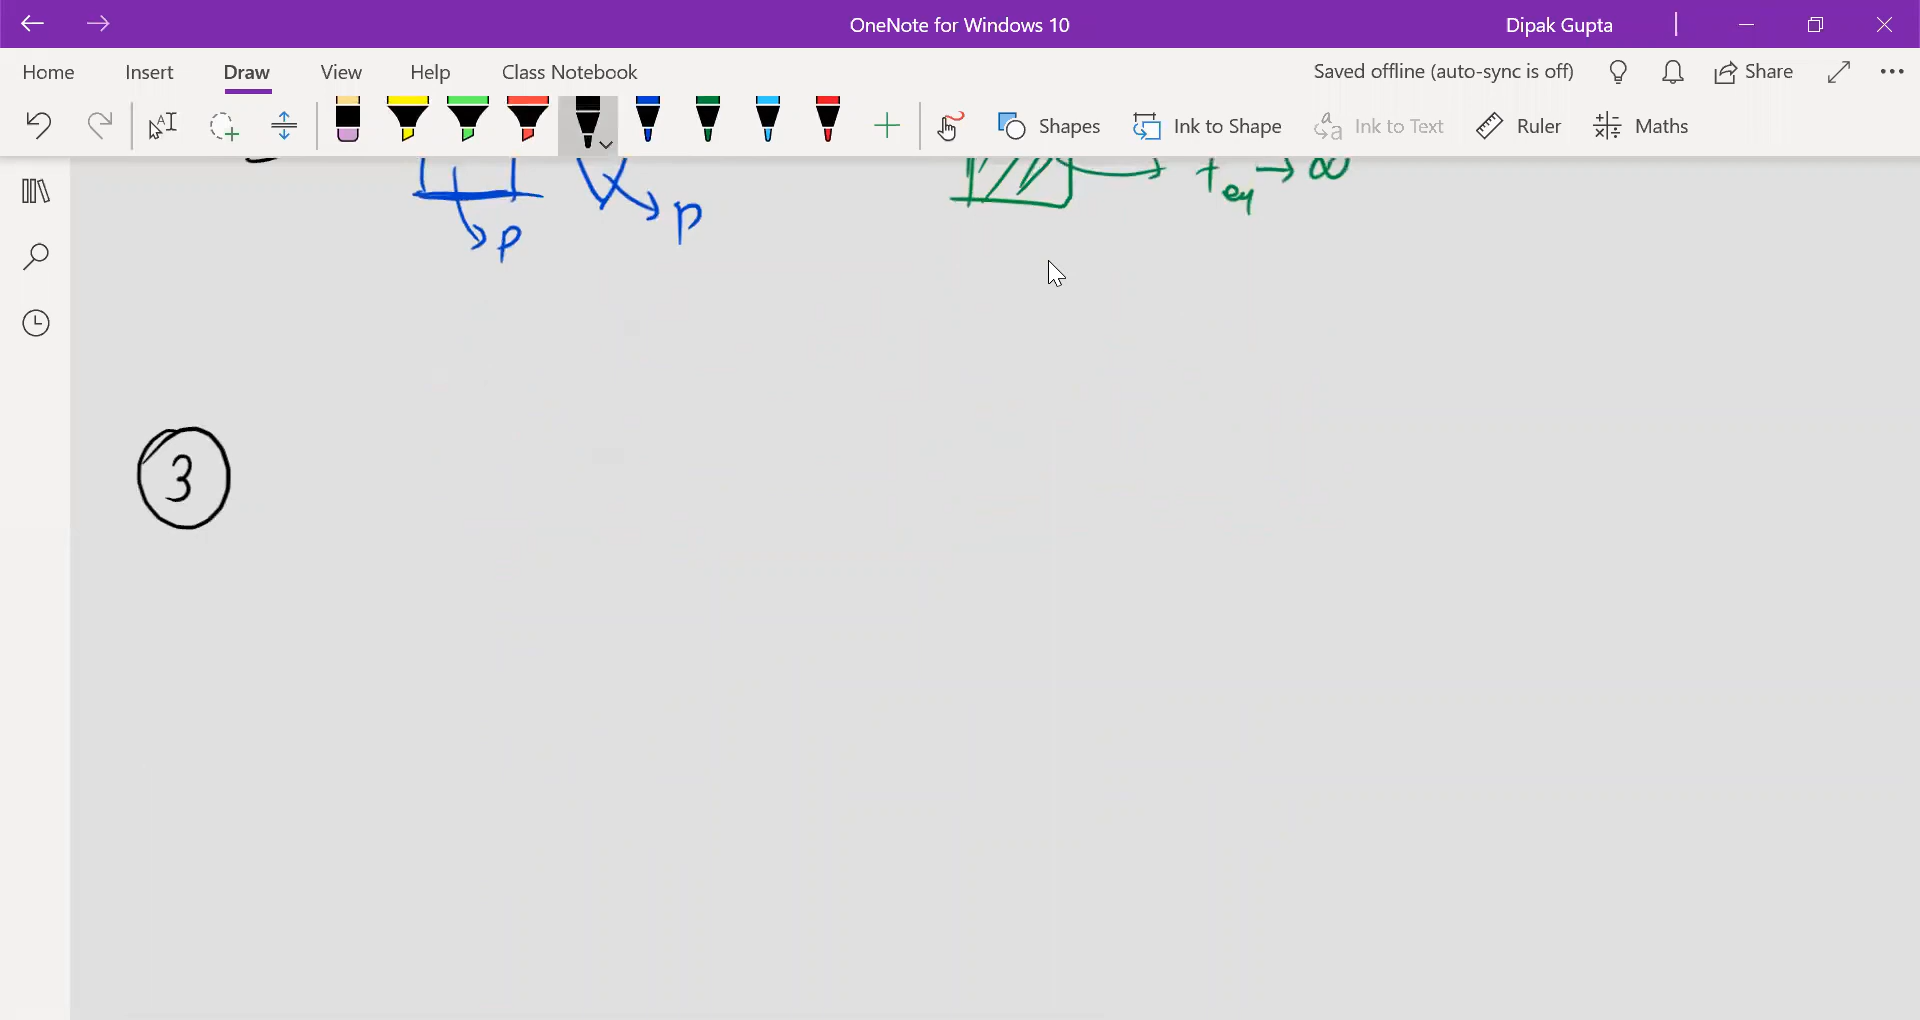 OneNote for Windows 10
Dipak Gupta
Home Insert Draw View Help Class Notebook
Saved offline (auto-sync is off) Share
Shapes Ink to Shape Ink to Text Ruler Maths
→ ∞
p
p
3